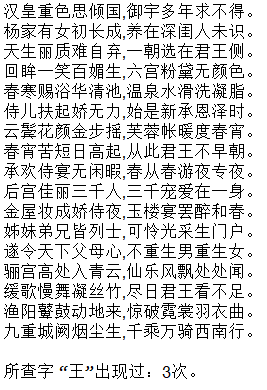 汉皇重色思倾国,御宇多年求不得。
杨家有女初长成,养在深闺人未识。
天生丽质难自弃,一朝选在君王侧。
回眸一笑百媚生,六宫粉黛无颜色。
春寒赐浴华清池,温泉水滑洗凝脂。
侍儿扶起娇无力,始是新承恩泽时。
云鬓花颜金步摇,芙蓉帐暖度春宵。
春宵苦短日高起,从此君王不早朝。
承欢侍宴无闲暇,春从春游夜专夜。
后宫佳丽三千人,三千宠爱在一身。
金屋妆成娇侍夜,玉楼宴罢醉和春。
姊妹弟兄皆列士,可怜光采生门户。
遂令天下父母心,不重生男重生女。
骊宫高处入青云,仙乐风飘处处闻。
缓歌慢舞凝丝竹,尽日君王看不足。
渔阳鼙鼓动地来,惊破霓裳羽衣曲。
九重城阙烟尘生,千乘万骑西南行。
所查字“王”出现过：3次。